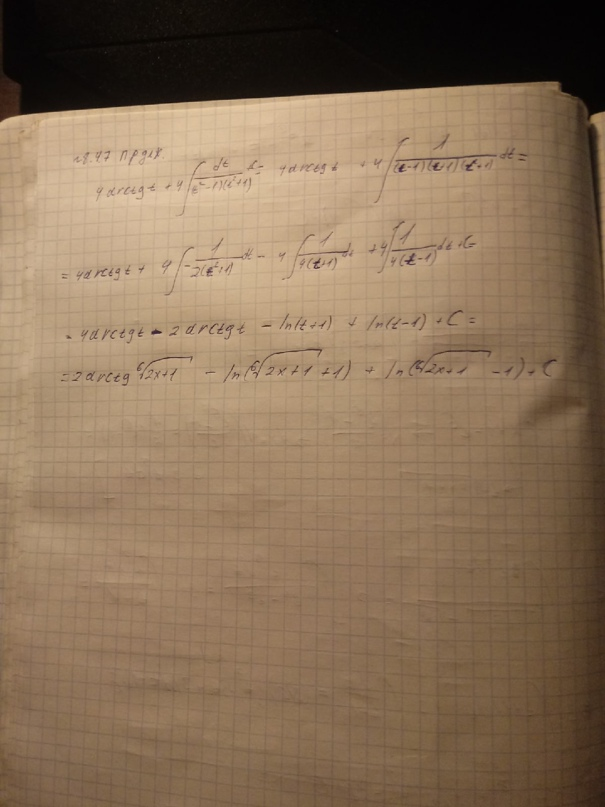 №8.47 продл.
4arctgt + 4∫ dt/((t²-1)(t²+1)) = 4arctgt + 4∫ 1/((t-1)(t+1)(t²+1)) dt =
= 4arctgt + 4∫ - 1/(2(t²+1)) dt - 4∫ 1/(4(t+1)) dt + 4∫ 1/(4(t-1)) dt + C =
= 4arctgt - 2arctgt - ln(t+1) + ln(t-1) + C =
= 2arctg ⁶√(2x+1) - ln(⁶√(2x+1) + 1) + ln(⁶√(2x+1) - 1) + C